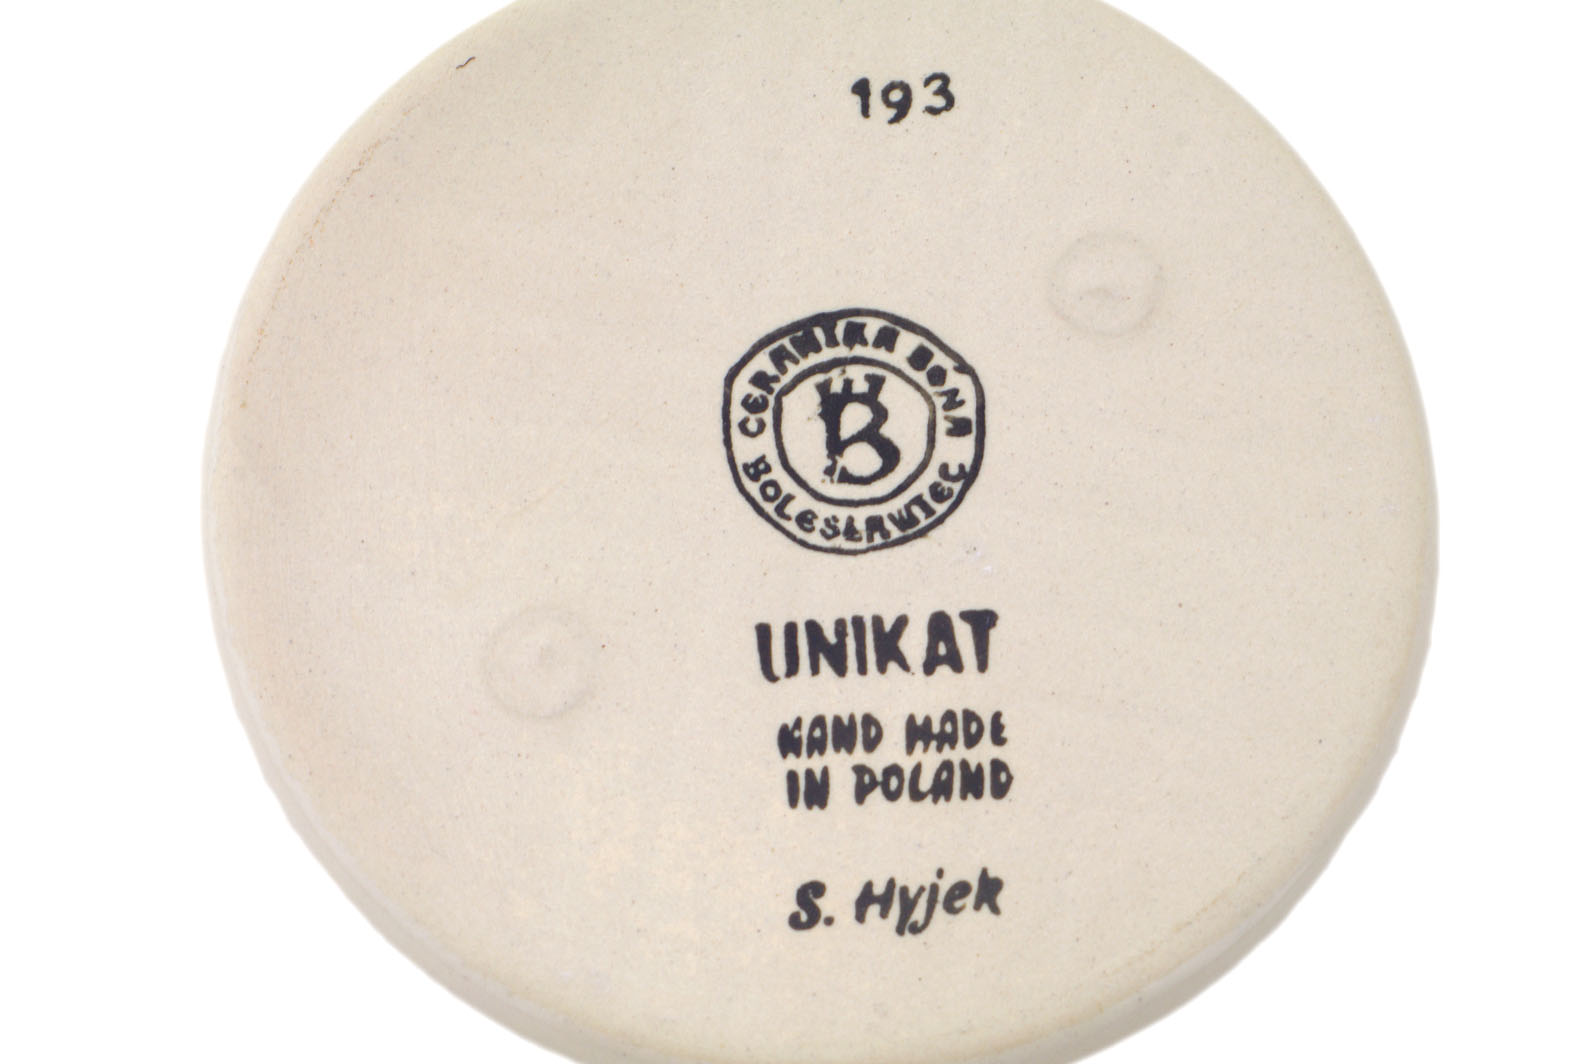 193
CERAMIKA BONA
B
BOLESŁAWIEC
UNIKAT
HAND MADE
IN POLAND
S. Hyjek